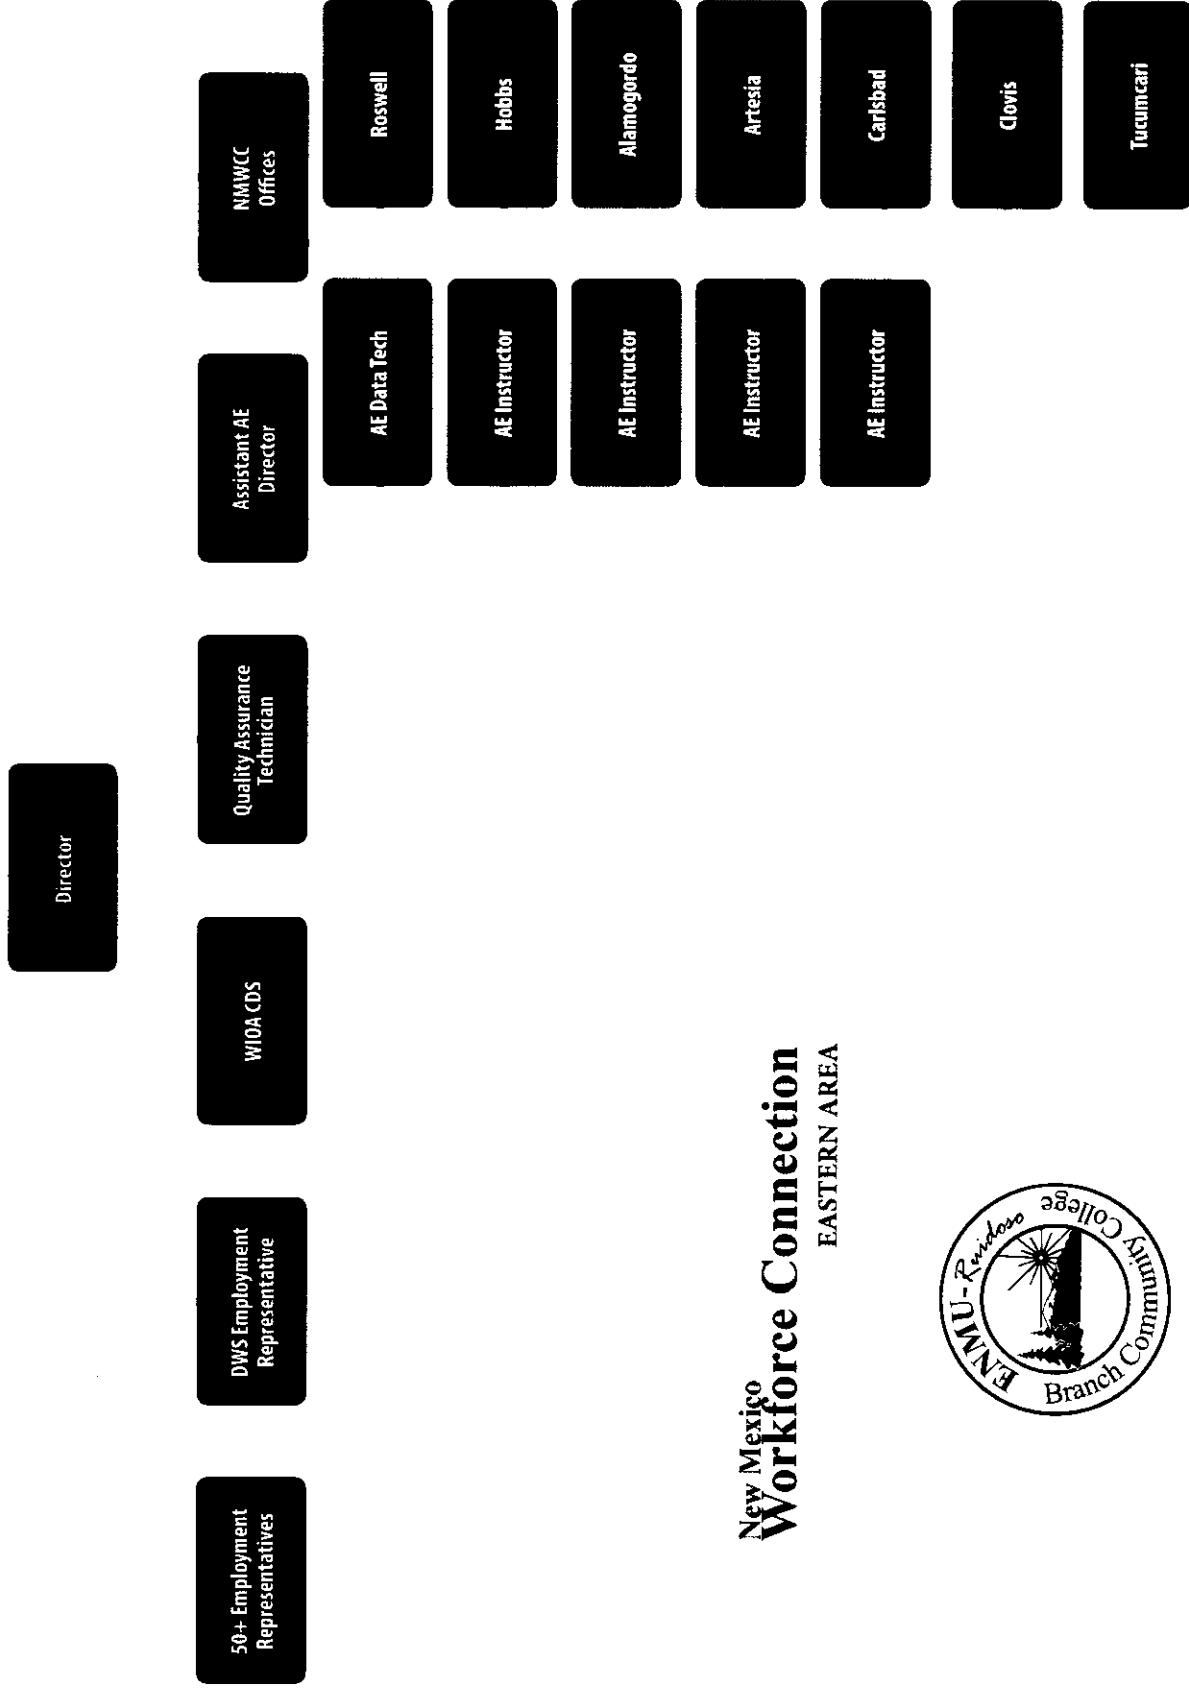 Director
50+ Employment
Representatives
DWS Employment
Representative
WIOA CDS
Quality Assurance
Technician
Assistant AE
Director
NMWCC
Offices
AE Data Tech
AE Instructor
AE Instructor
AE Instructor
AE Instructor
Roswell
Hobbs
Alamogordo
Artesia
Carlsbad
Clovis
Tucumcari
New Mexico
Workforce Connection
EASTERN AREA
ENMU-Ruidoso
Branch Community College